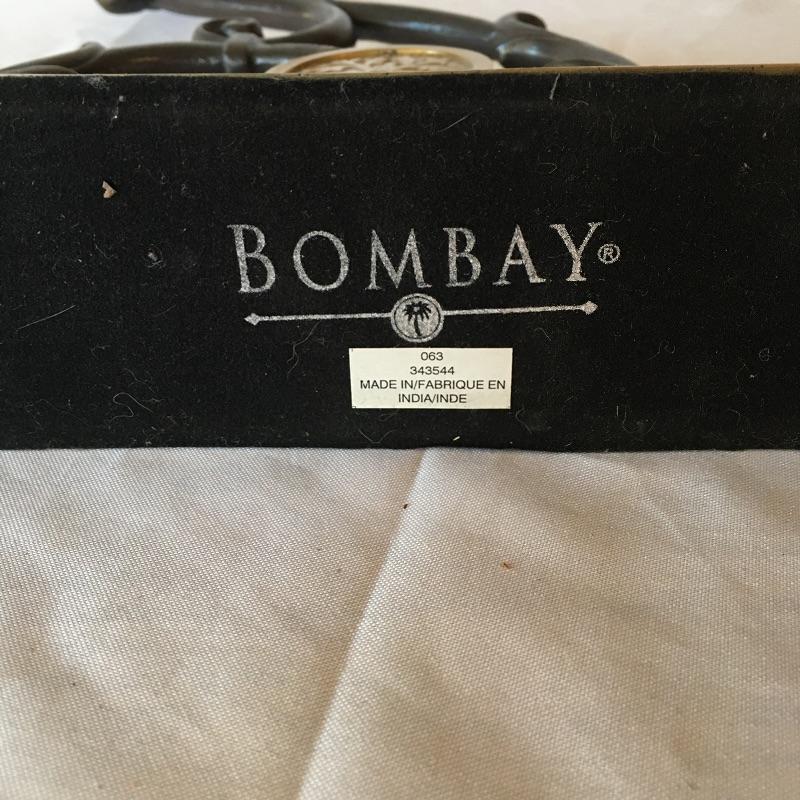 BOMBAY®
063
343544
MADE IN/FABRIQUE EN
INDIA/INDE